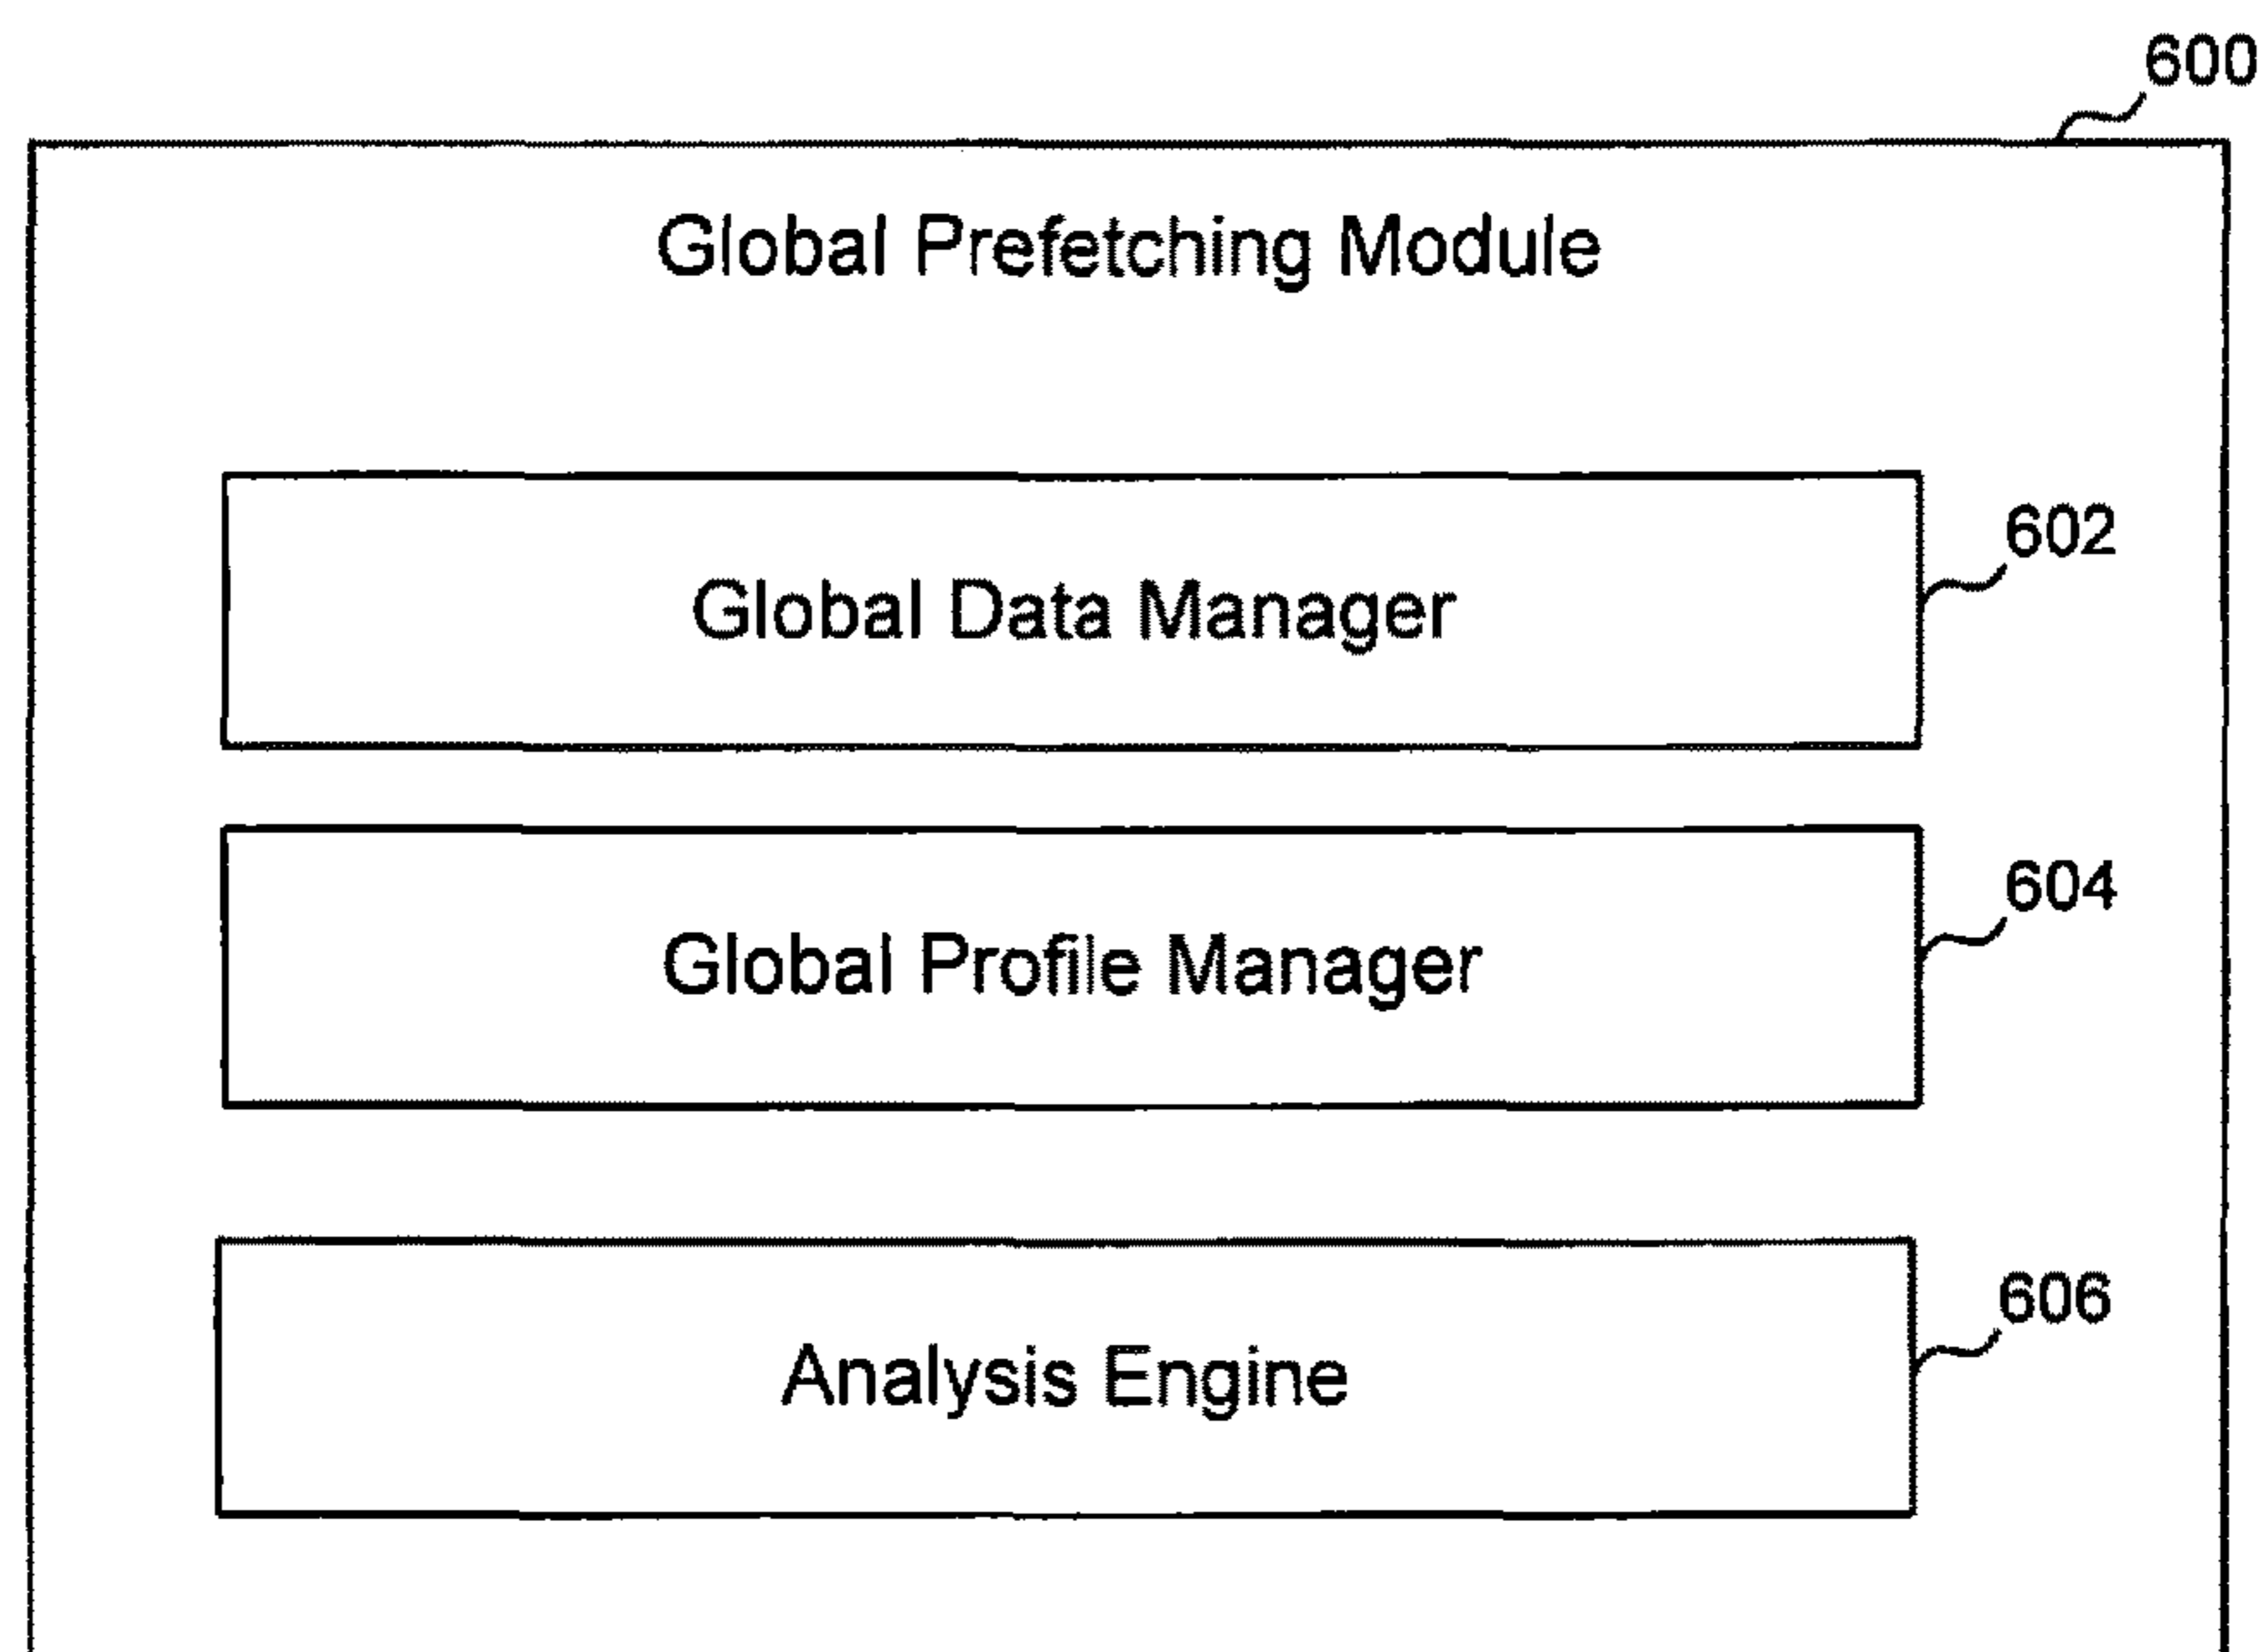 600
Global Prefetching Module
602
Global Data Manager
604
Global Profile Manager
606
Analysis Engine